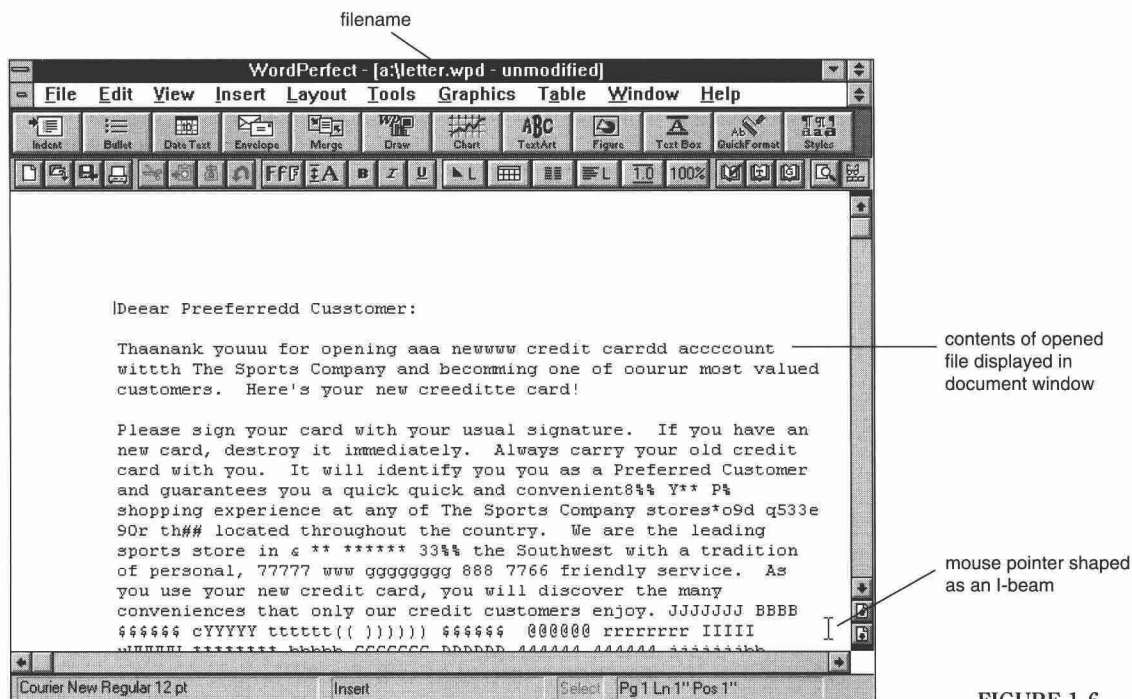 filename
WordPerfect - [a:\letter.wpd - unmodified]
File Edit View Insert Layout Tools Graphics Table Window Help
Indent Bullet Date Text Envelope Merge Draw Chart TextArt Figure Text Box QuickFormat Styles
100%
Deear Preeferredd Cusstomer:
Thaanank youuu for opening aaa newwww credit carrdd acccccount
wittth The Sports Company and becomming one of oourur most valued
customers. Here's your new creeditte card!
contents of opened
file displayed in
document window
Please sign your card with your usual signature. If you have an
new card, destroy it immediately. Always carry your old credit
card with you. It will identify you you as a Preferred Customer
and guarantees you a quick quick and convenient8%% Y** P%
shopping experience at any of The Sports Company stores*o9d q533e
90r th## located throughout the country. We are the leading
sports store in & ** ****** 33%% the Southwest with a tradition
of personal, 77777 www gggggggg 888 7766 friendly service. As
you use your new credit card, you will discover the many
conveniences that only our credit customers enjoy. JJJJJJJ BBBB
$$$$$$ cYYYYY tttttt(( )))))) $$$$$$ @@@@@@ rrrrrrrr IIIII
mouse pointer shaped
as an I-beam
Courier New Regular 12 pt Insert Select Pg 1 Ln 1" Pos 1"
FIGURE 1-6